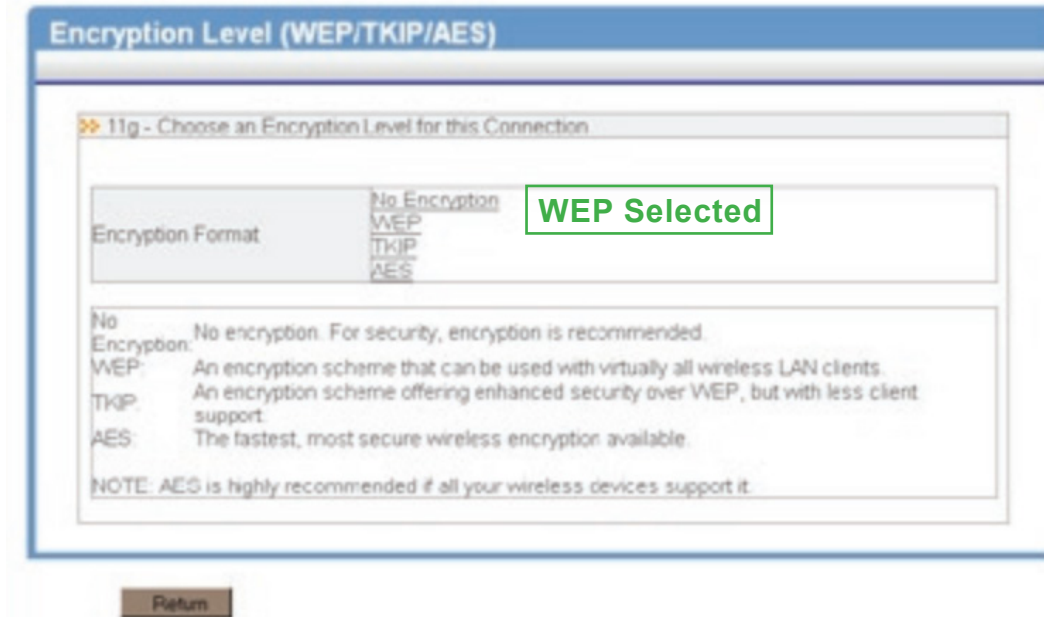 Encryption Level (WEP/TKIP/AES)
11g - Choose an Encryption Level for this Connection
Encryption Format
No Encryption
WEP
TKIP
AES
WEP Selected
No Encryption: No encryption. For security, encryption is recommended.
WEP: An encryption scheme that can be used with virtually all wireless LAN clients.
TKIP: An encryption scheme offering enhanced security over WEP, but with less client
support.
AES: The fastest, most secure wireless encryption available.
NOTE: AES is highly recommended if all your wireless devices support it.
Return